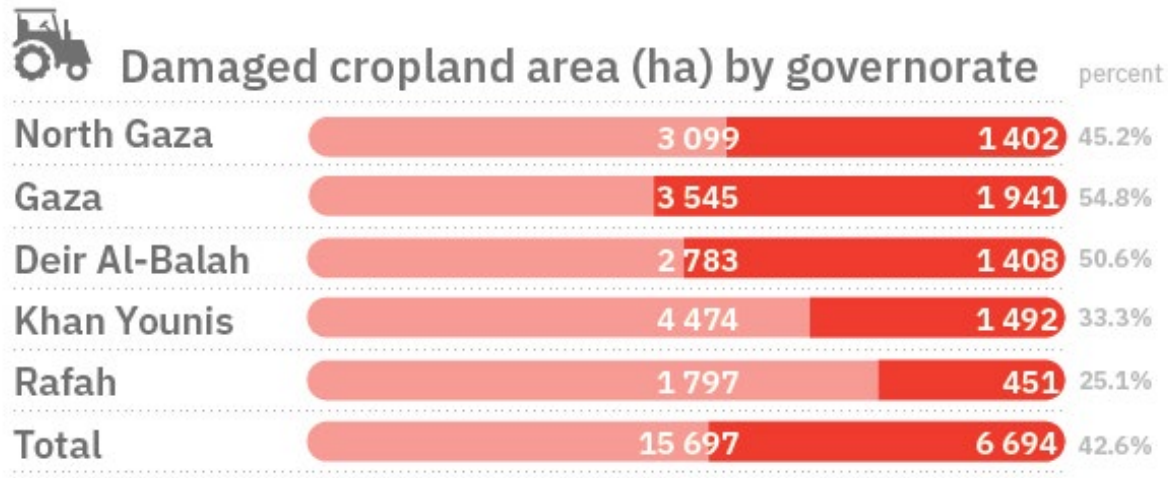 Damaged cropland area (ha) by governorate percent
North Gaza 3 099 1 402 45.2%
Gaza 3 545 1 941 54.8%
Deir Al-Balah 2 783 1 408 50.6%
Khan Younis 4 474 1 492 33.3%
Rafah 1 797 451 25.1%
Total 15 697 6 694 42.6%